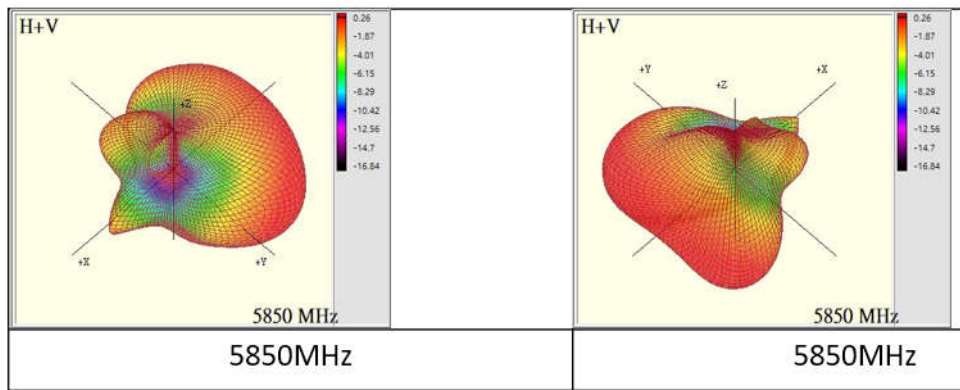 H+V
0.26
-1.87
-4.01
-6.15
-8.29
-10.42
-12.56
-14.7
-16.84
+Z
+X
+Y
5850 MHz
5850MHz
H+V
0.26
-1.87
-4.01
-6.15
-8.29
-10.42
-12.56
-14.7
-16.84
+Y
+X
+Z
5850 MHz
5850MHz